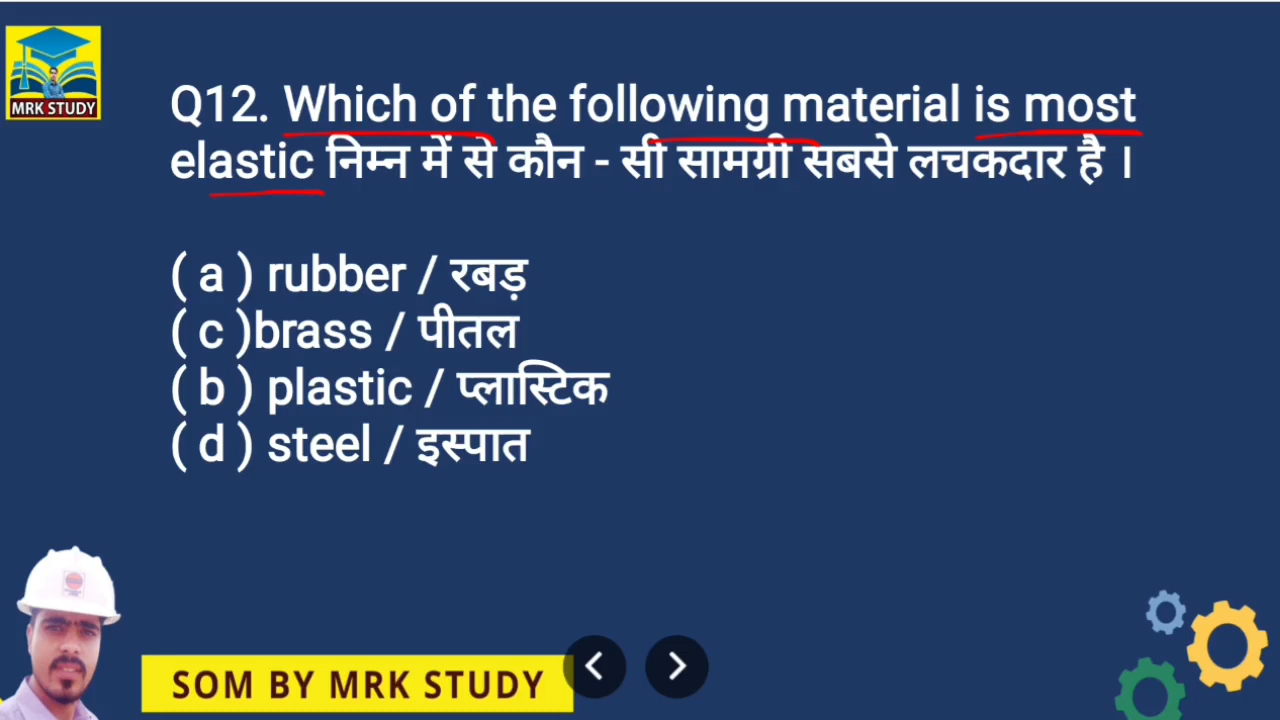 MRK STUDY
Q12. Which of the following material is most
elastic निम्न में से कौन - सी सामग्री सबसे लचकदार है ।
( a ) rubber / रबड़
( c )brass / पीतल
( b ) plastic / प्लास्टिक
( d ) steel / इस्पात
SOM BY MRK STUDY